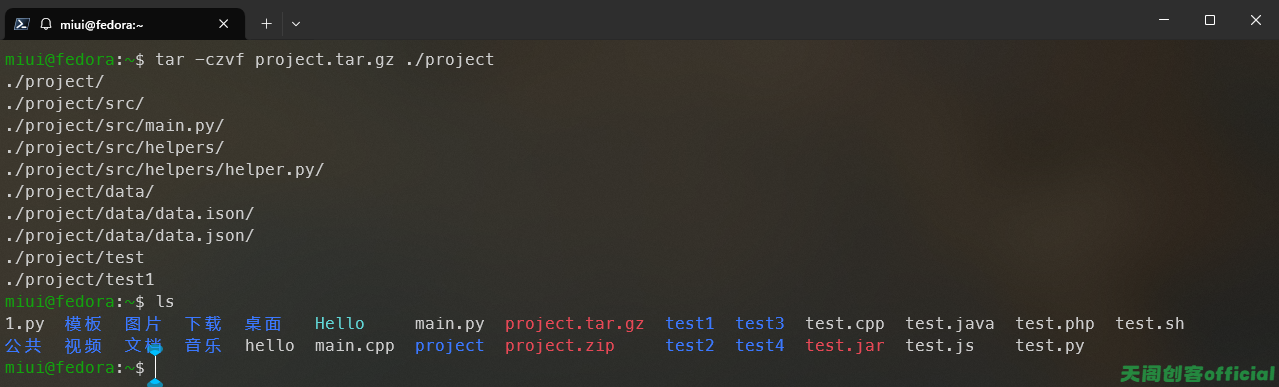 miui@fedora:~
miui@fedora:~$ tar -czvf project.tar.gz ./project
./project/
./project/src/
./project/src/main.py/
./project/src/helpers/
./project/src/helpers/helper.py/
./project/data/
./project/data/data.ison/
./project/data/data.json/
./project/test
./project/test1
miui@fedora:~$ ls
1.py 模板 图片 下载 桌面 Hello main.py project.tar.gz test1 test3 test.cpp test.java test.php test.sh
公共 视频 文档 音乐 hello main.cpp project project.zip test2 test4 test.jar test.js test.py
miui@fedora:~$
天阁创客official